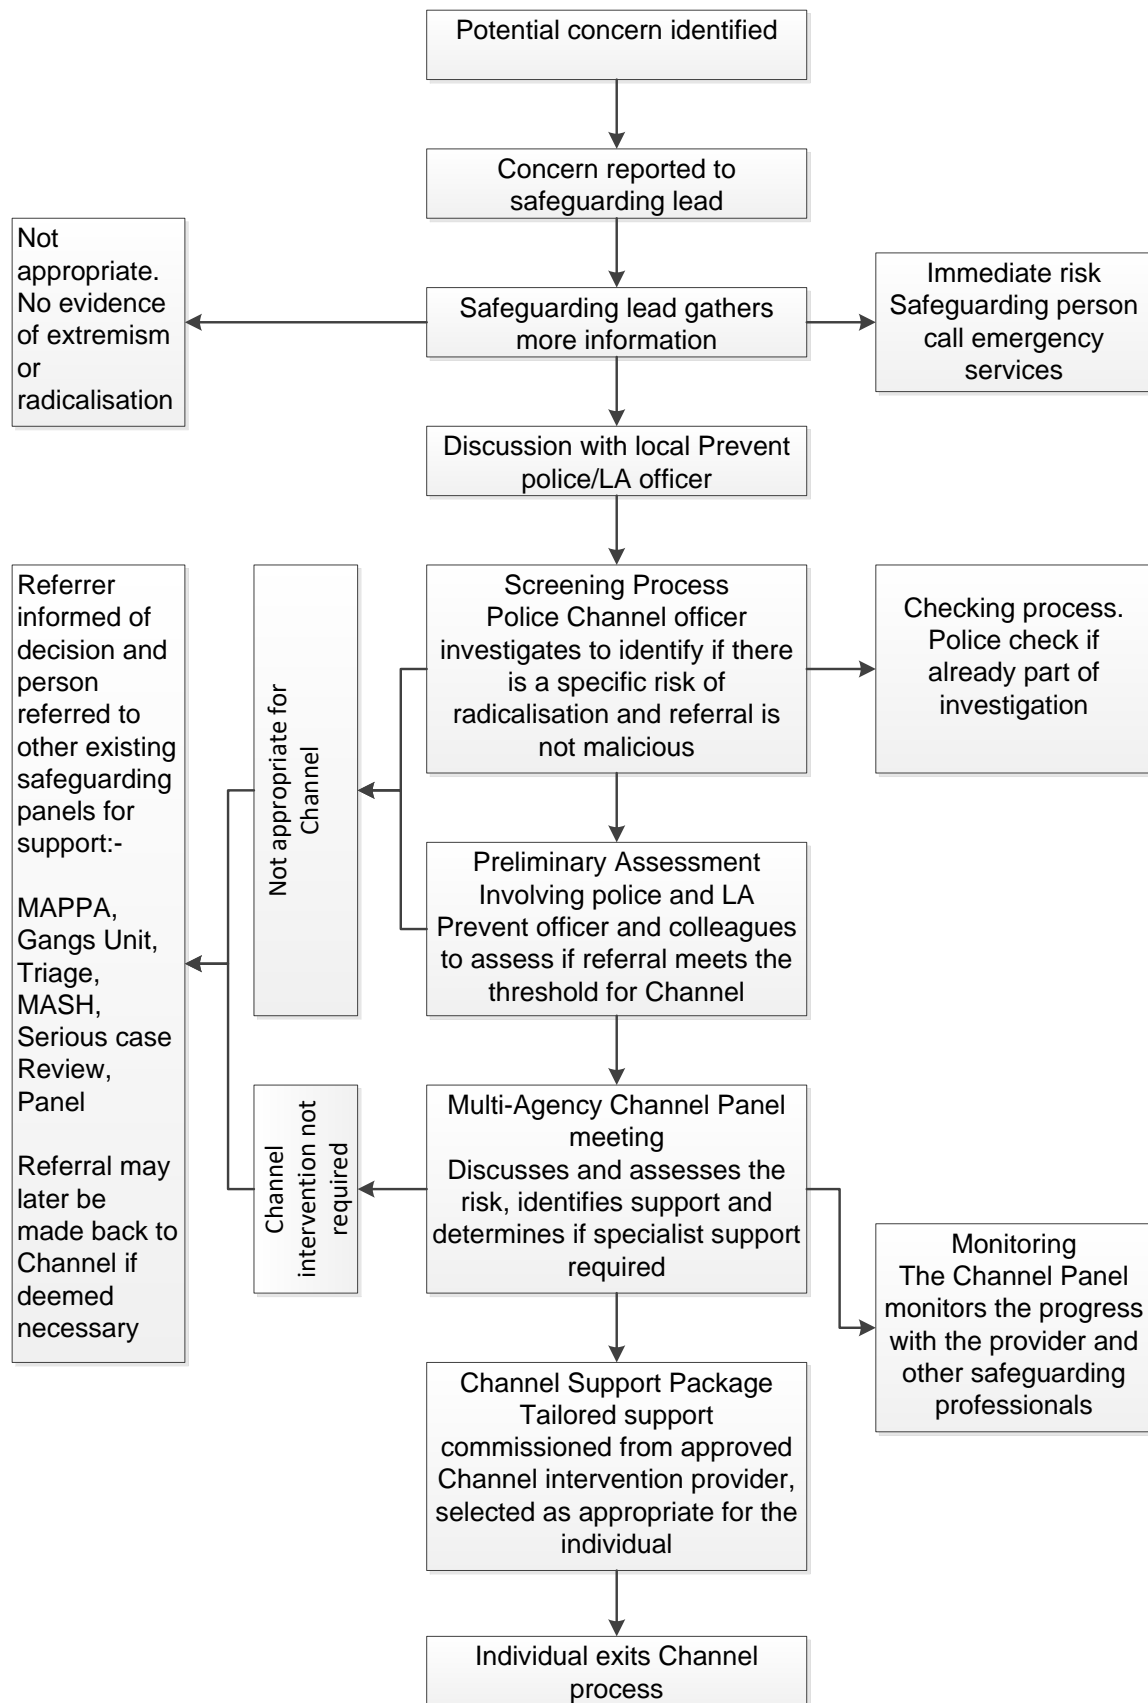 Potential concern identified
Concern reported to
safeguarding lead
Not
appropriate.
No evidence
of extremism
or
radicalisation
Safeguarding lead gathers
more information
Immediate risk
Safeguarding person
call emergency
services
Discussion with local Prevent
police/LA officer
Referrer
informed of
decision and
person
referred to
other existing
safeguarding
panels for
support:-
MAPPA,
Gangs Unit,
Triage,
MASH,
Serious case
Review,
Panel
Referral may
later be
made back to
Channel if
deemed
necessary
Not appropriate for
Channel
Screening Process
Police Channel officer
investigates to identify if there
is a specific risk of
radicalisation and referral is
not malicious
Checking process.
Police check if
already part of
investigation
Preliminary Assessment
Involving police and LA
Prevent officer and colleagues
to assess if referral meets the
threshold for Channel
Channel
intervention not
required
Multi-Agency Channel Panel
meeting
Discusses and assesses the
risk, identifies support and
determines if specialist support
required
Monitoring
The Channel Panel
monitors the progress
with the provider and
other safeguarding
professionals
Channel Support Package
Tailored support
commissioned from approved
Channel intervention provider,
selected as appropriate for the
individual
Individual exits Channel
process